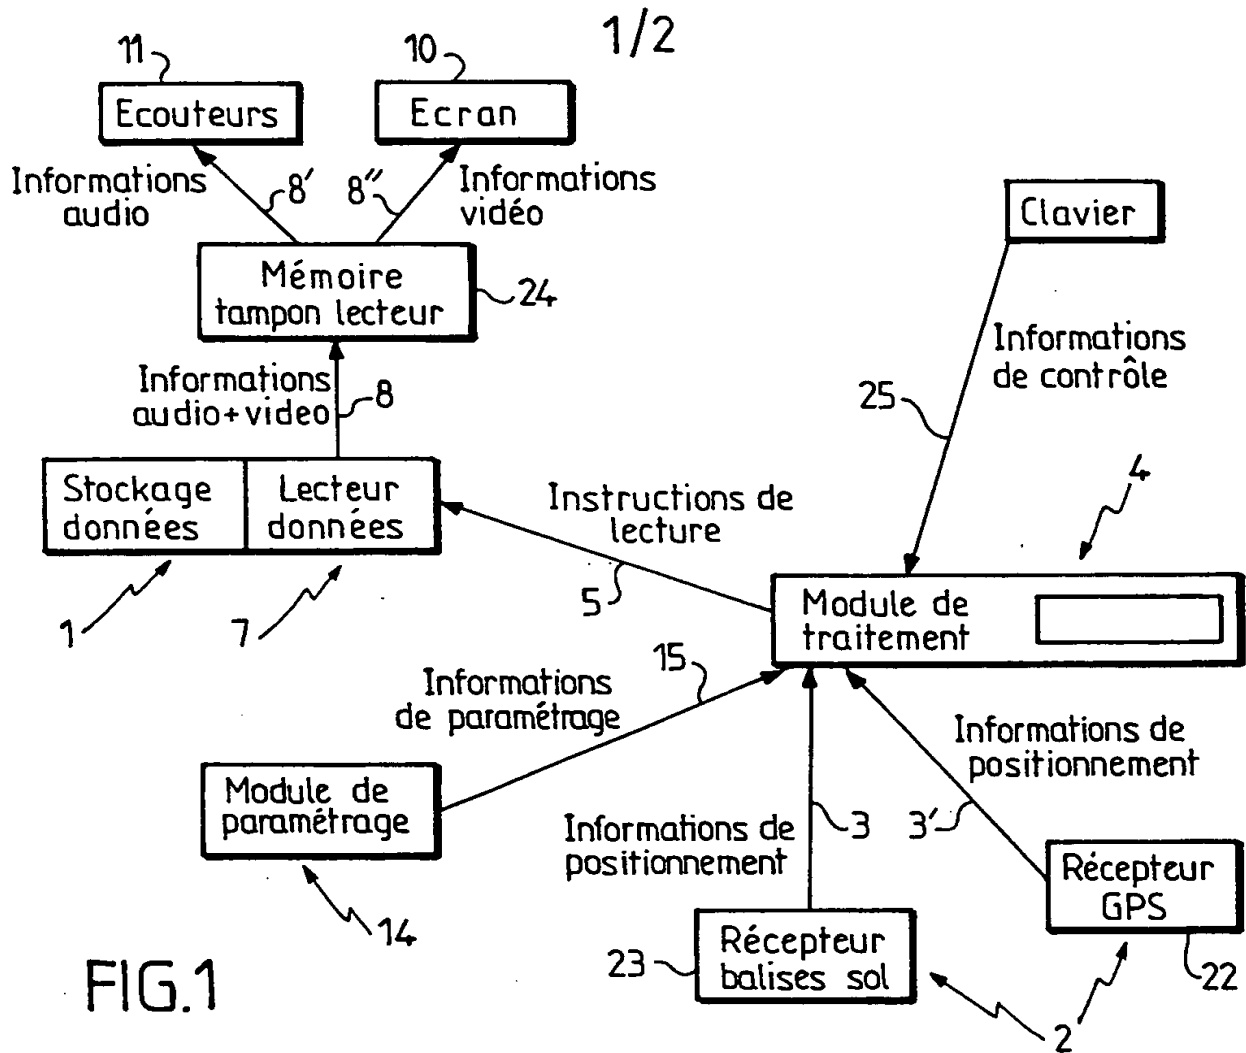 1/2
11
10
Ecouteurs
Ecran
Informations
audio
8'
8''
Informations
vidéo
Clavier
Mémoire
tampon lecteur
24
Informations
de contrôle
25
Informations
audio+video
8
4
Stockage
données
Lecteur
données
Instructions de
lecture
5
1
7
Module de
traitement
15
Informations
de paramétrage
Informations de
positionnement
Module de
paramétrage
3
3'
Informations de
positionnement
Récepteur
GPS
14
23
Récepteur
balises sol
22
2
FIG.1